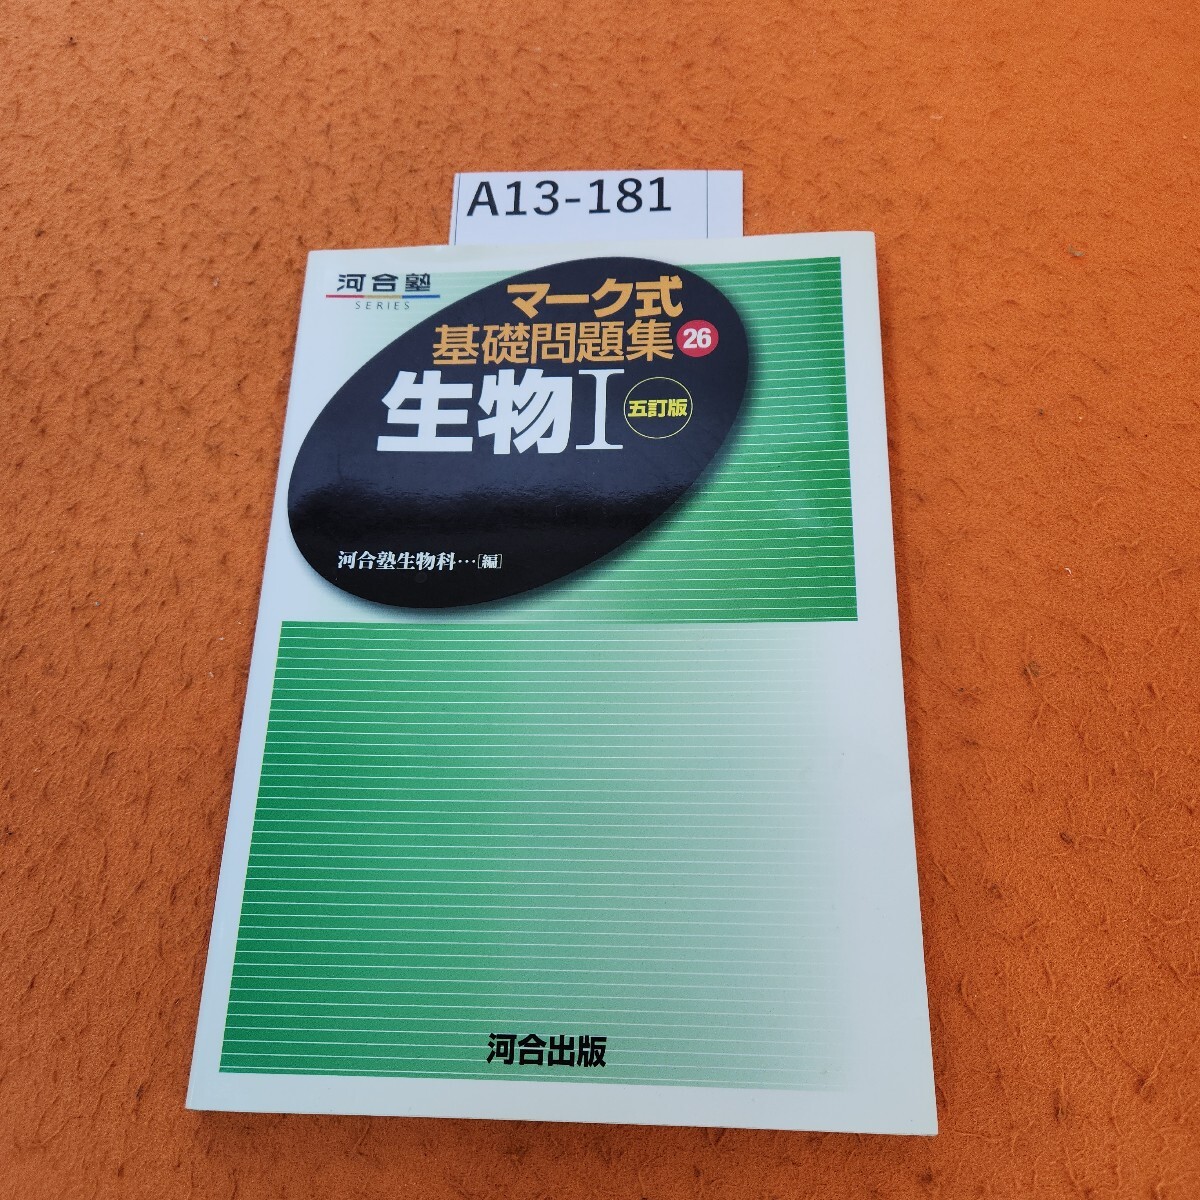 A13-181
河合塾
SERIES
マーク式
基礎問題集 26
生物I 五訂版
河合塾生物科…[編]
河合出版